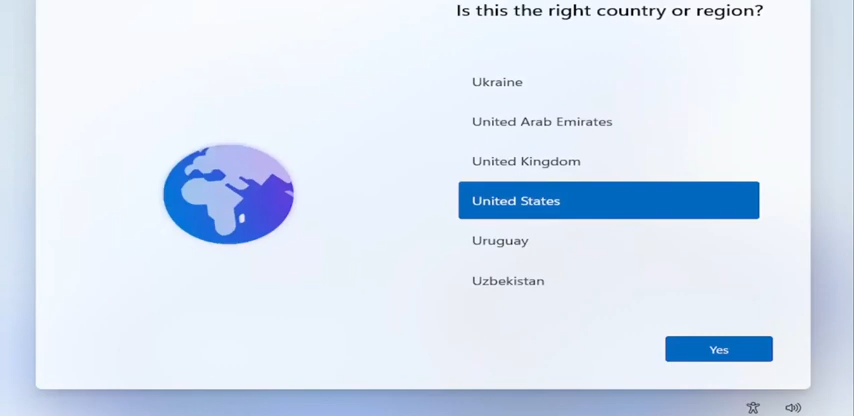 Is this the right country or region?
Ukraine
United Arab Emirates
United Kingdom
United States
Uruguay
Uzbekistan
Yes